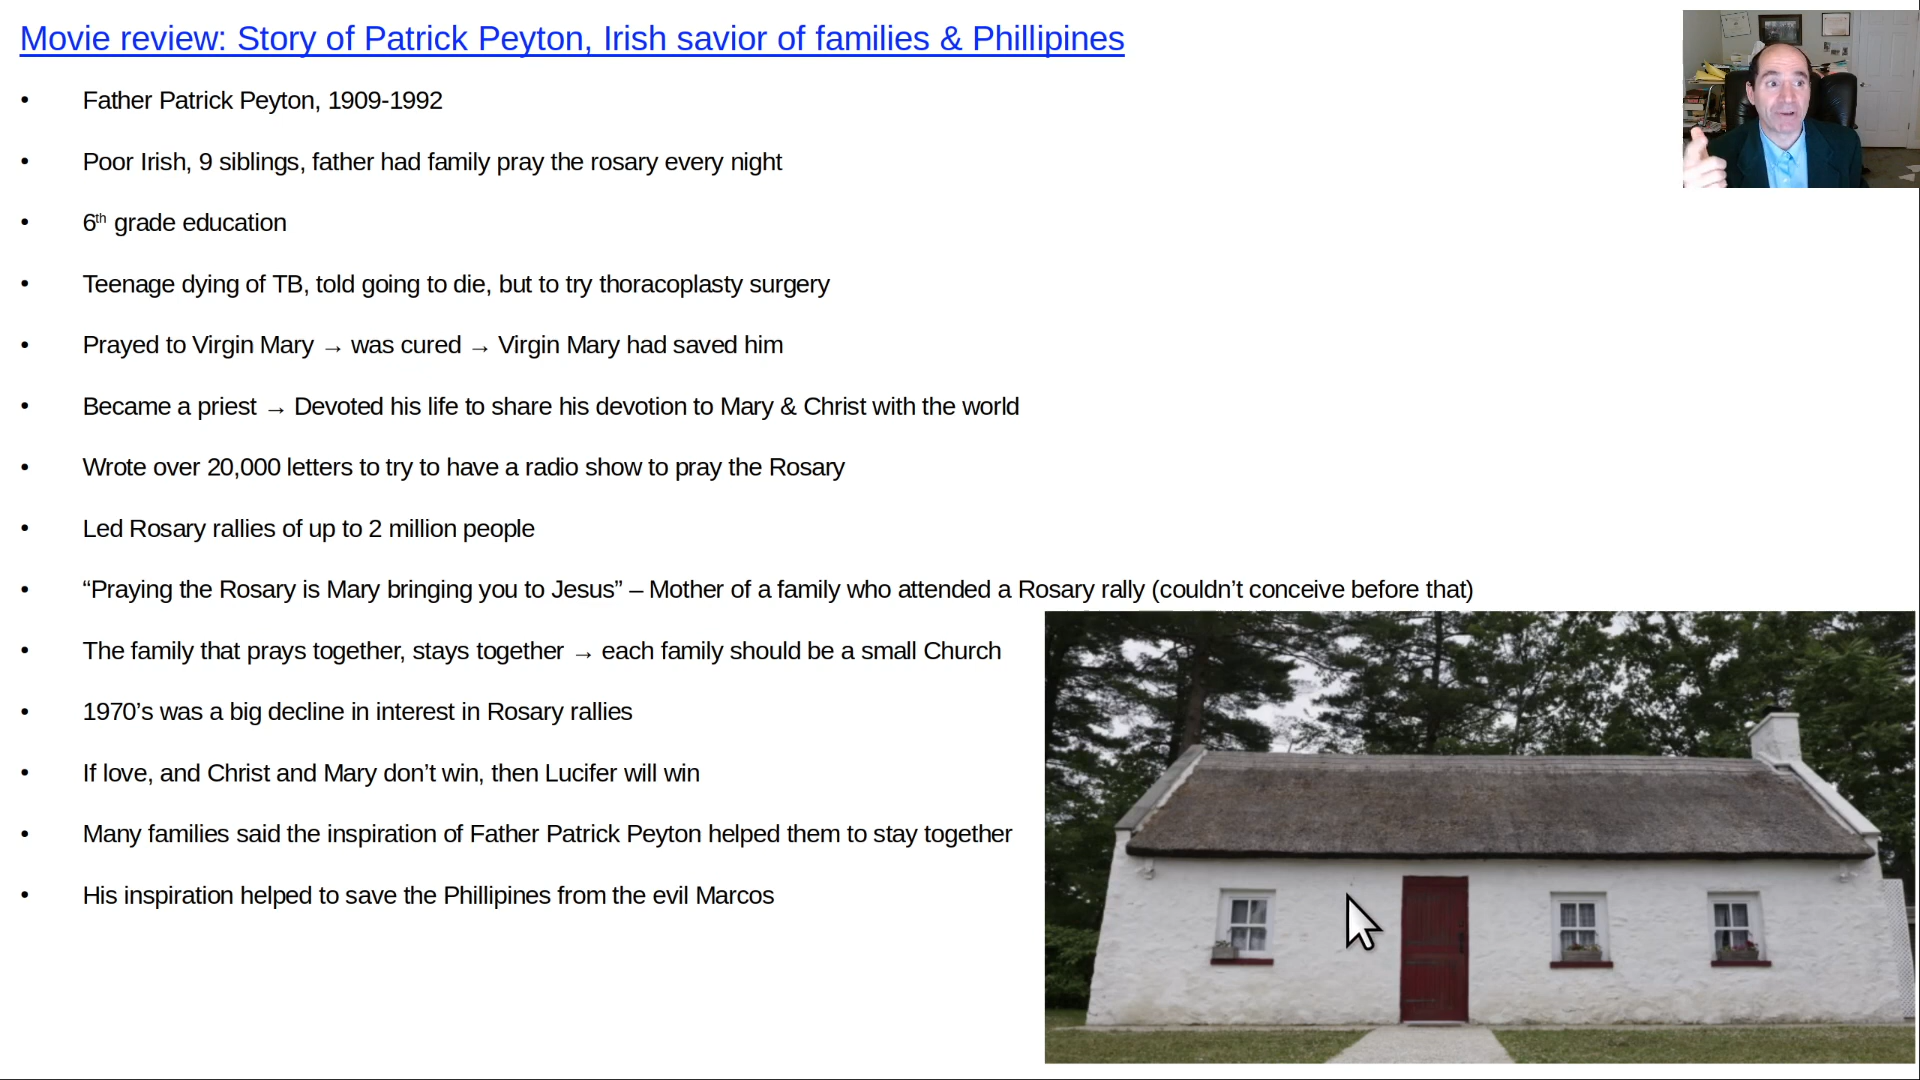 Movie review: Story of Patrick Peyton, Irish savior of families & Phillipines
• Father Patrick Peyton, 1909-1992
• Poor Irish, 9 siblings, father had family pray the rosary every night
• 6th grade education
• Teenage dying of TB, told going to die, but to try thoracoplasty surgery
• Prayed to Virgin Mary → was cured → Virgin Mary had saved him
• Became a priest → Devoted his life to share his devotion to Mary & Christ with the world
• Wrote over 20,000 letters to try to have a radio show to pray the Rosary
• Led Rosary rallies of up to 2 million people
• “Praying the Rosary is Mary bringing you to Jesus” – Mother of a family who attended a Rosary rally (couldn’t conceive before that)
• The family that prays together, stays together → each family should be a small Church
• 1970’s was a big decline in interest in Rosary rallies
• If love, and Christ and Mary don’t win, then Lucifer will win
• Many families said the inspiration of Father Patrick Peyton helped them to stay together
• His inspiration helped to save the Phillipines from the evil Marcos